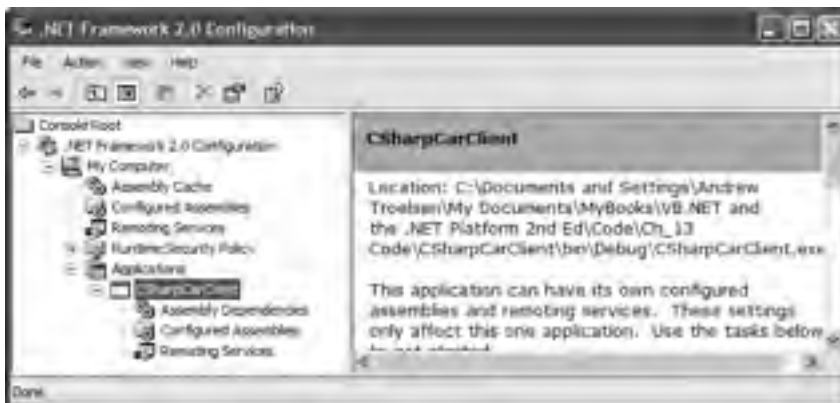 .NET Framework 2.0 Configuration
File Action View Help
Console Root
.NET Framework 2.0 Configuration
My Computer
Assembly Cache
Configured Assemblies
Remoting Services
Runtime Security Policy
Applications
CSharpCarClient
Assembly Dependencies
Configured Assemblies
Remoting Services
CSharpCarClient
Location: C:\Documents and Settings\Andrew
Troelsen\My Documents\MyBooks\VB.NET and
the .NET Platform 2nd Ed\Code\Ch_13
Code\CSharpCarClient\bin\Debug\CSharpCarClient.exe
This application can have its own configured
assemblies and remoting services. These settings
only affect this one application. Use the tasks below
Done